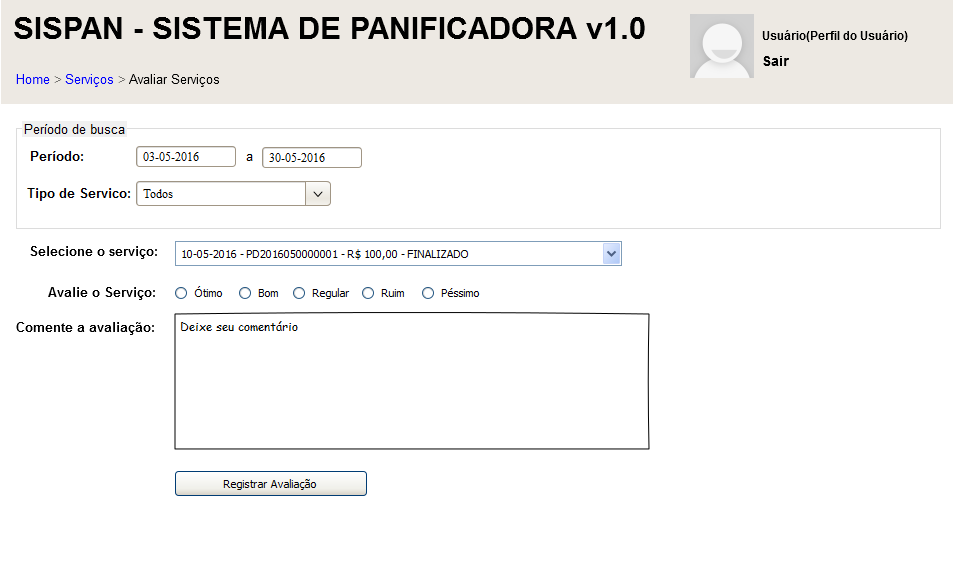 SISPAN - SISTEMA DE PANIFICADORA v1.0
Usuário(Perfil do Usuário)
Sair
Home > Serviços > Avaliar Serviços
Período de busca
Período: 03-05-2016 a 30-05-2016
Tipo de Servico: Todos
Selecione o serviço: 10-05-2016 - PD2016050000001 - R$ 100,00 - FINALIZADO
Avalie o Serviço: Ótimo Bom Regular Ruim Péssimo
Comente a avaliação: Deixe seu comentário
Registrar Avaliação